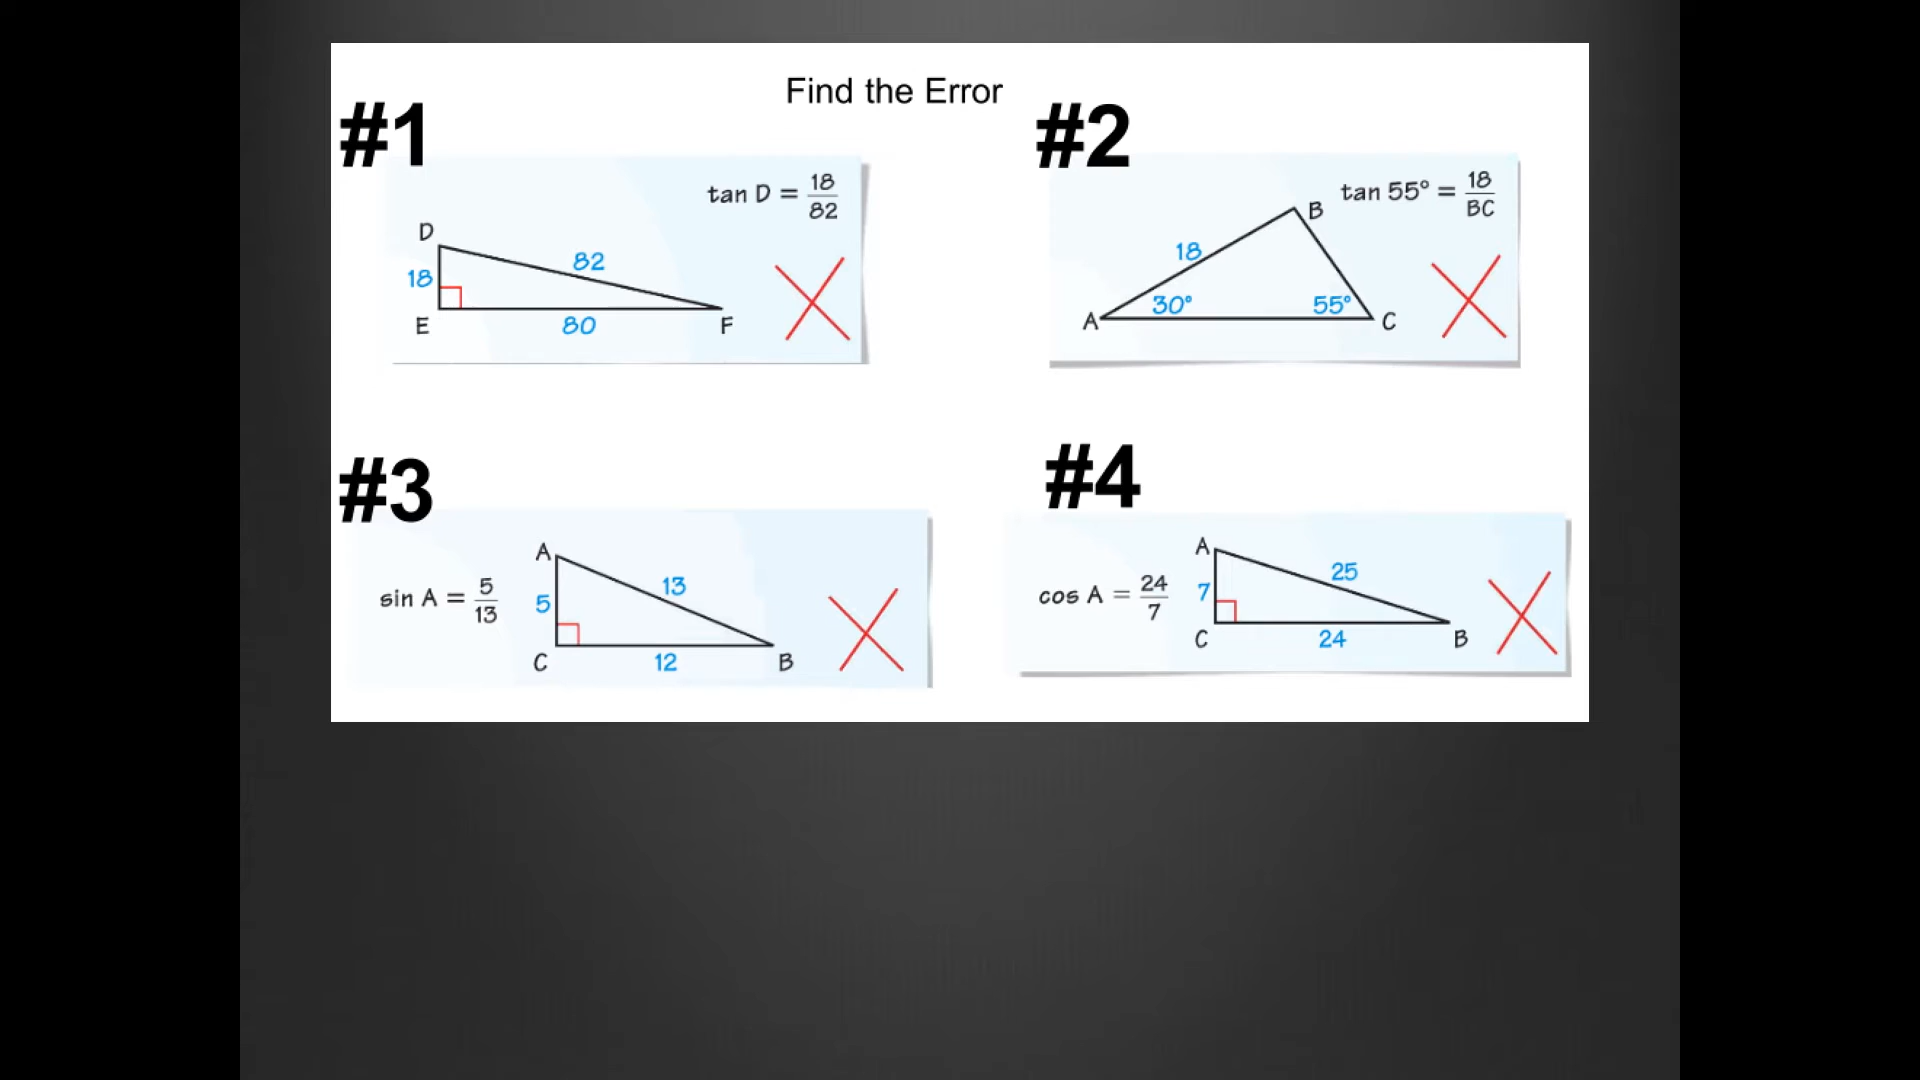 Find the Error
#1
tan D = 18/82
D
18
82
E
80
F
#2
tan 55° = 18/BC
B
18
A
30°
55°
C
#3
sin A = 5/13
A
5
13
C
12
B
#4
cos A = 24/7
A
7
25
C
24
B